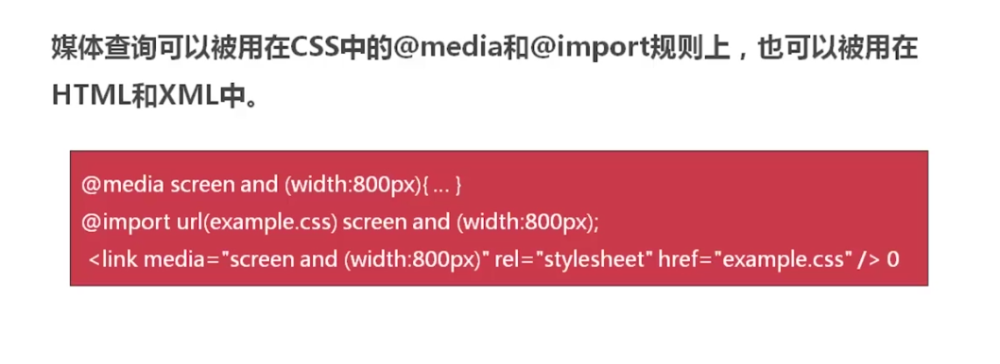 媒体查询可以被用在CSS中的@media和@import规则上，也可以被用在
HTML和XML中。
@media screen and (width:800px){ ... }
@import url(example.css) screen and (width:800px);
<link media="screen and (width:800px)" rel="stylesheet" href="example.css" /> 0